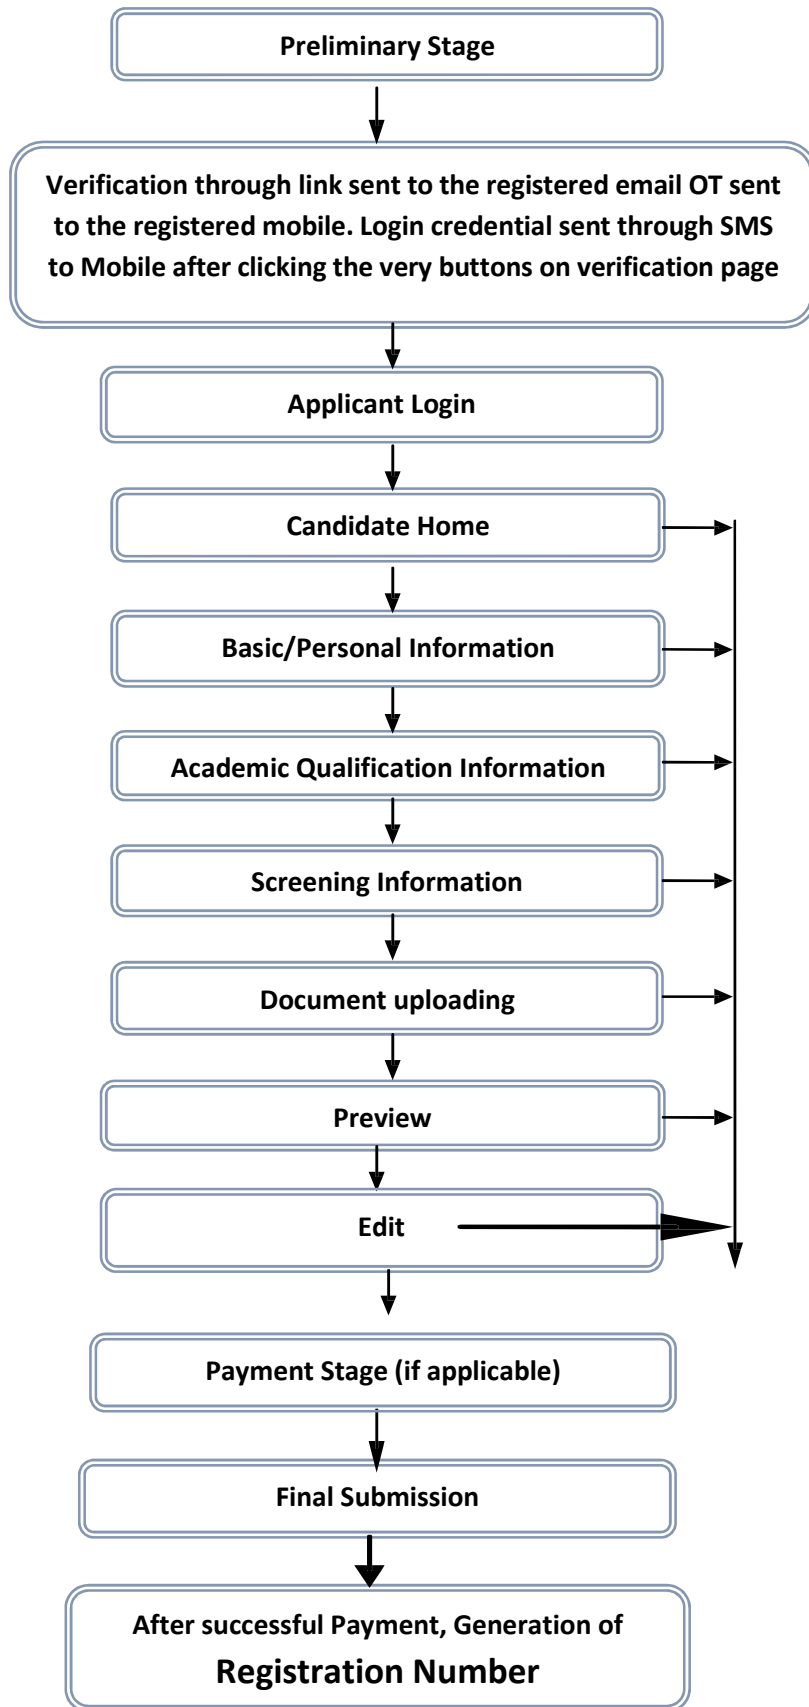 Preliminary Stage
Verification through link sent to the registered email OT sent
to the registered mobile. Login credential sent through SMS
to Mobile after clicking the very buttons on verification page
Applicant Login
Candidate Home
Basic/Personal Information
Academic Qualification Information
Screening Information
Document uploading
Preview
Edit
Payment Stage (if applicable)
Final Submission
After successful Payment, Generation of
Registration Number